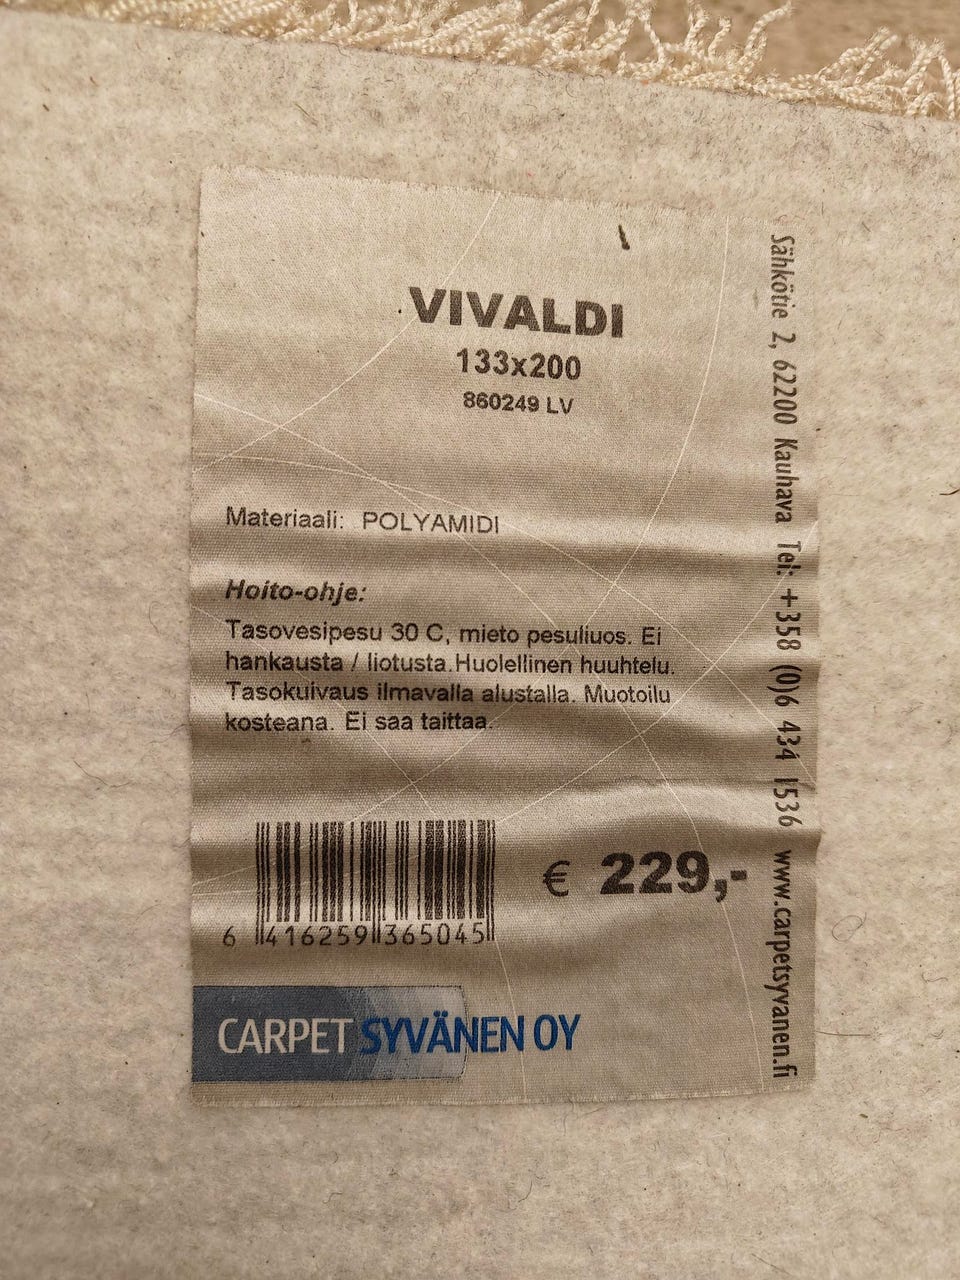 VIVALDI
133x200
860249 LV
Materiaali: POLYAMIDI
Hoito-ohje:
Tasovesipesu 30 C, mieto pesuliuos. Ei
hankausta / liotusta.Huolellinen huuhtelu.
Tasokuivaus ilmavalla alustalla. Muotoilu
kosteana. Ei saa taittaa.
€ 229,-
6 416259 365045
CARPET SYVÄNEN OY
Sähkötie 2, 62200 Kauhava Tel: +358 (0)6 434 1536 www.carpetsyvanen.fi